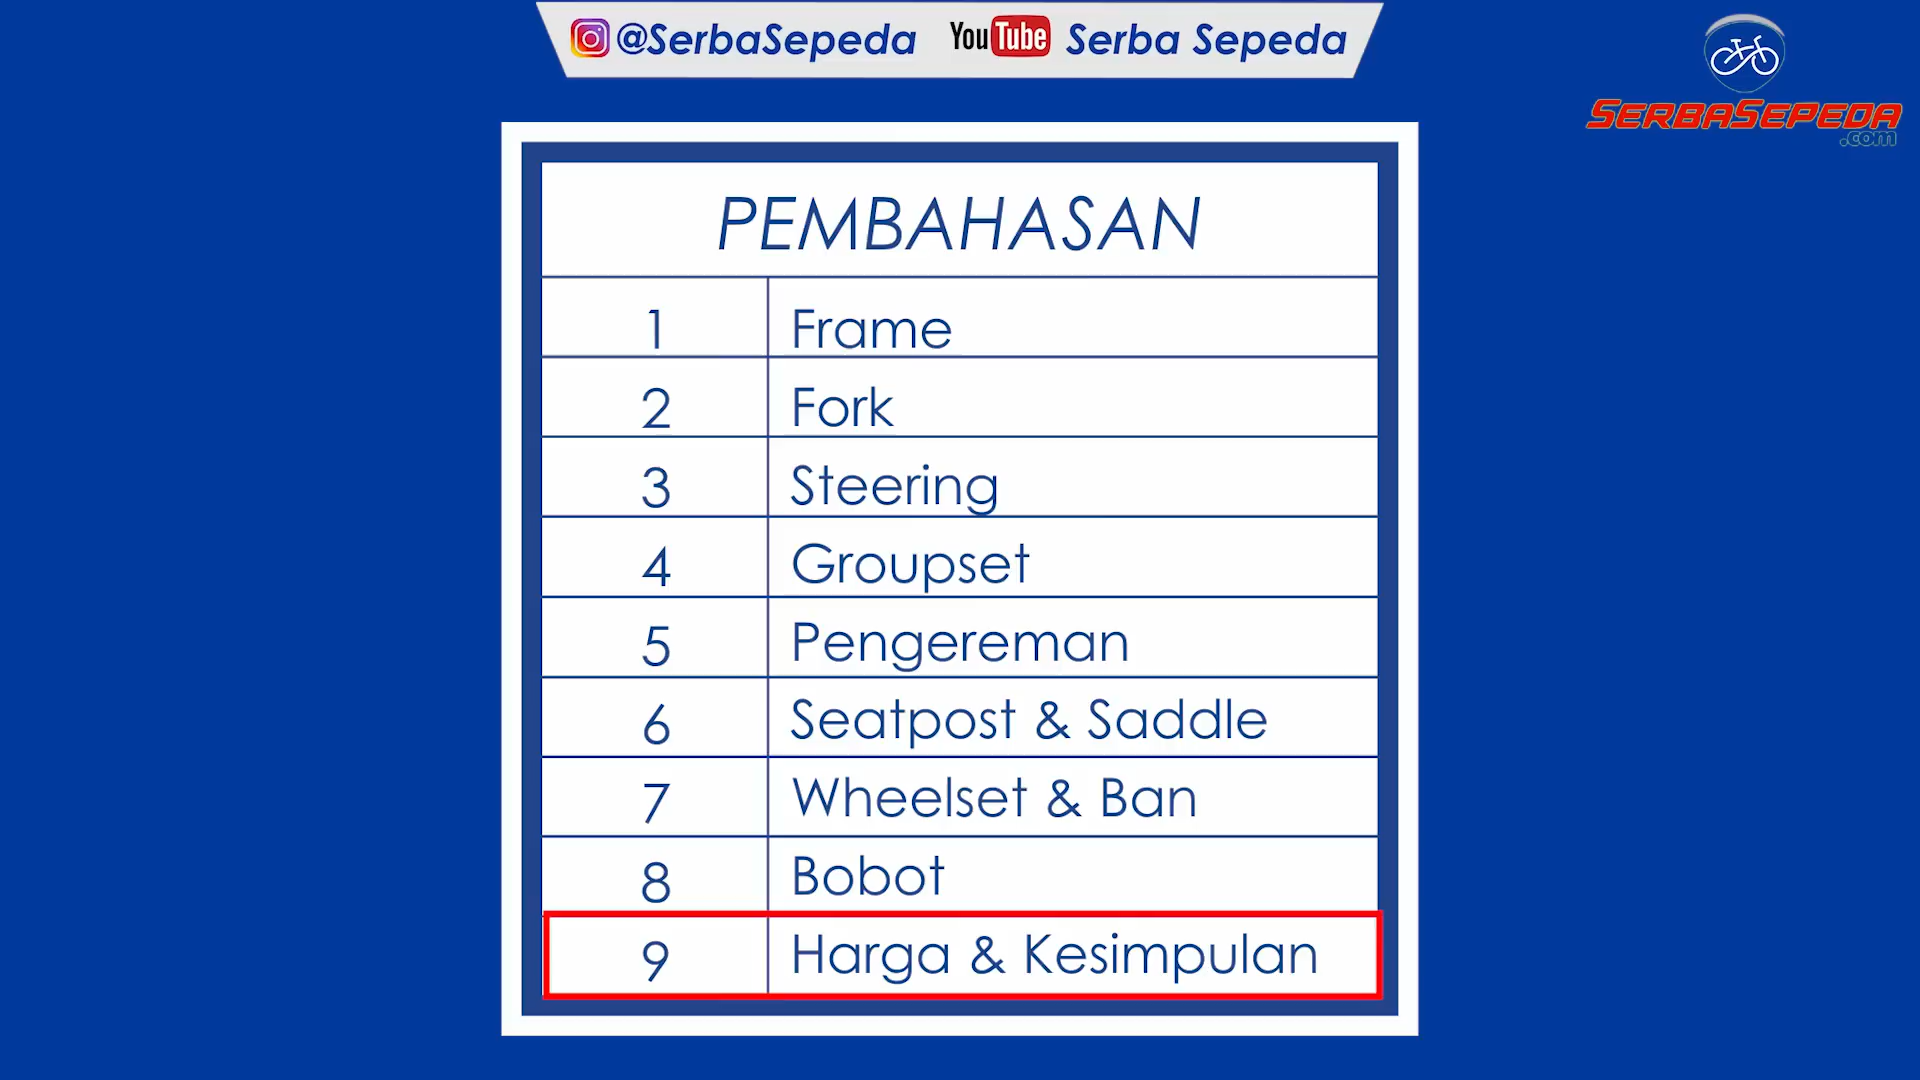 @SerbaSepeda YouTube Serba Sepeda
SERBASEPEDA
.com
PEMBAHASAN
1 Frame
2 Fork
3 Steering
4 Groupset
5 Pengereman
6 Seatpost & Saddle
7 Wheelset & Ban
8 Bobot
9 Harga & Kesimpulan